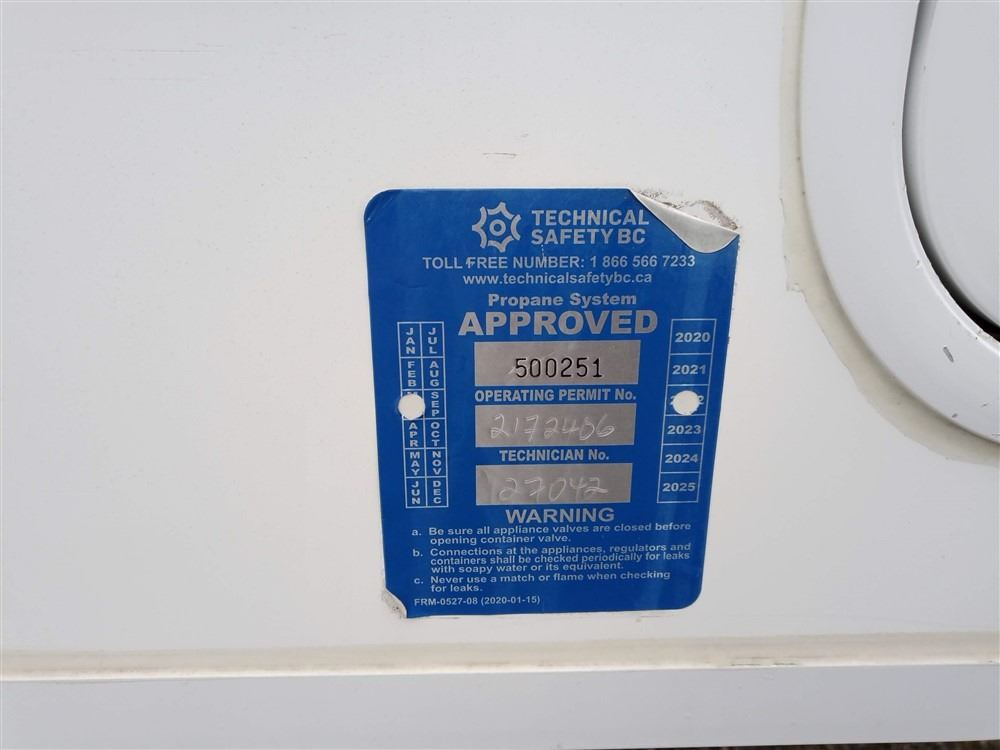 TECHNICAL
SAFETY BC
TOLL FREE NUMBER: 1 866 566 7233
www.technicalsafetybc.ca
Propane System
APPROVED
JAN JUL
FEB AUG
SEP
APR OCT
MAY NOV
JUN DEC
500251
OPERATING PERMIT No.
TECHNICIAN No.
127042
2020
2021
2023
2024
2025
WARNING
a. Be sure all appliance valves are closed before
opening container valve.
b. Connections at the appliances, regulators and
containers shall be checked periodically for leaks
with soapy water or its equivalent.
c. Never use a match or flame when checking
for leaks.
FRM-0527-08 (2020-01-15)